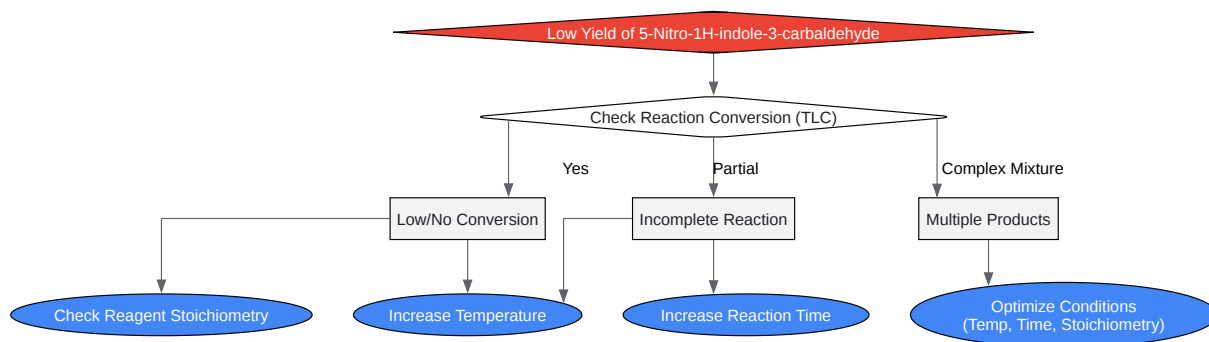 Low Yield of 5-Nitro-1H-indole-3-carbaldehyde
Check Reaction Conversion (TLC)
Yes
Partial
Complex Mixture
Low/No Conversion
Incomplete Reaction
Multiple Products
Check Reagent Stoichiometry
Increase Temperature
Increase Reaction Time
Optimize Conditions
(Temp, Time, Stoichiometry)